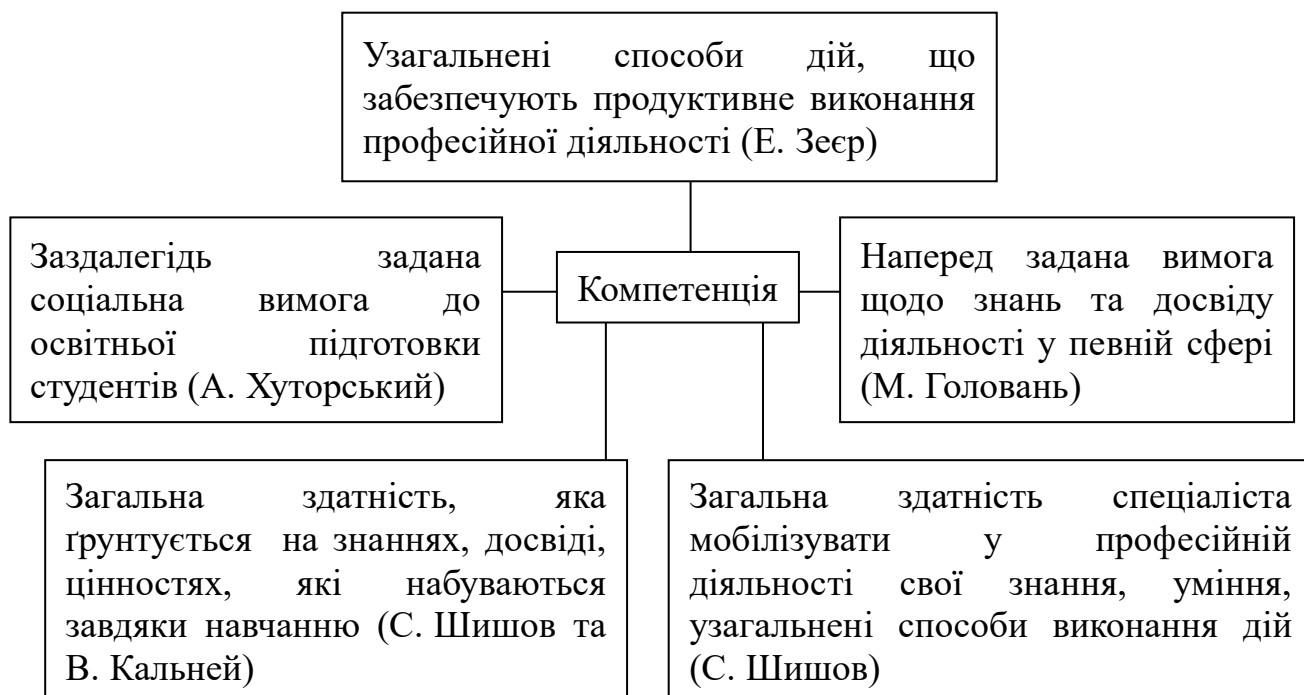 Узагальнені способи дій, що
забезпечують продуктивне виконання
професійної діяльності (Е. Зеєр)
Заздалегідь задана
соціальна вимога до
освітньої підготовки
студентів (А. Хуторський)
Компетенція
Наперед задана вимога
щодо знань та досвіду
діяльності у певній сфері
(М. Головань)
Загальна здатність, яка
ґрунтується на знаннях, досвіді,
цінностях, які набуваються
завдяки навчанню (С. Шишов та
В. Кальней)
Загальна здатність спеціаліста
мобілізувати у професійній
діяльності свої знання, уміння,
узагальнені способи виконання дій
(С. Шишов)